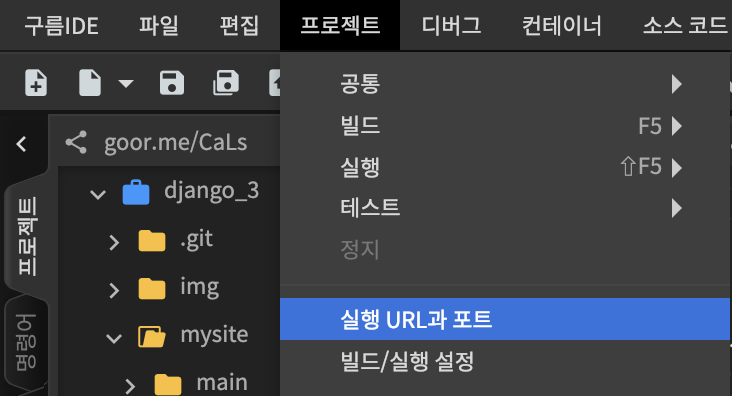 구름IDE 파일 편집 프로젝트 디버그 컨테이너 소스 코드
공통
빌드 F5
실행 ⇧F5
테스트
정지
실행 URL과 포트
빌드/실행 설정
goor.me/CaLs
django_3
.git
img
mysite
main
프로젝트
명령어